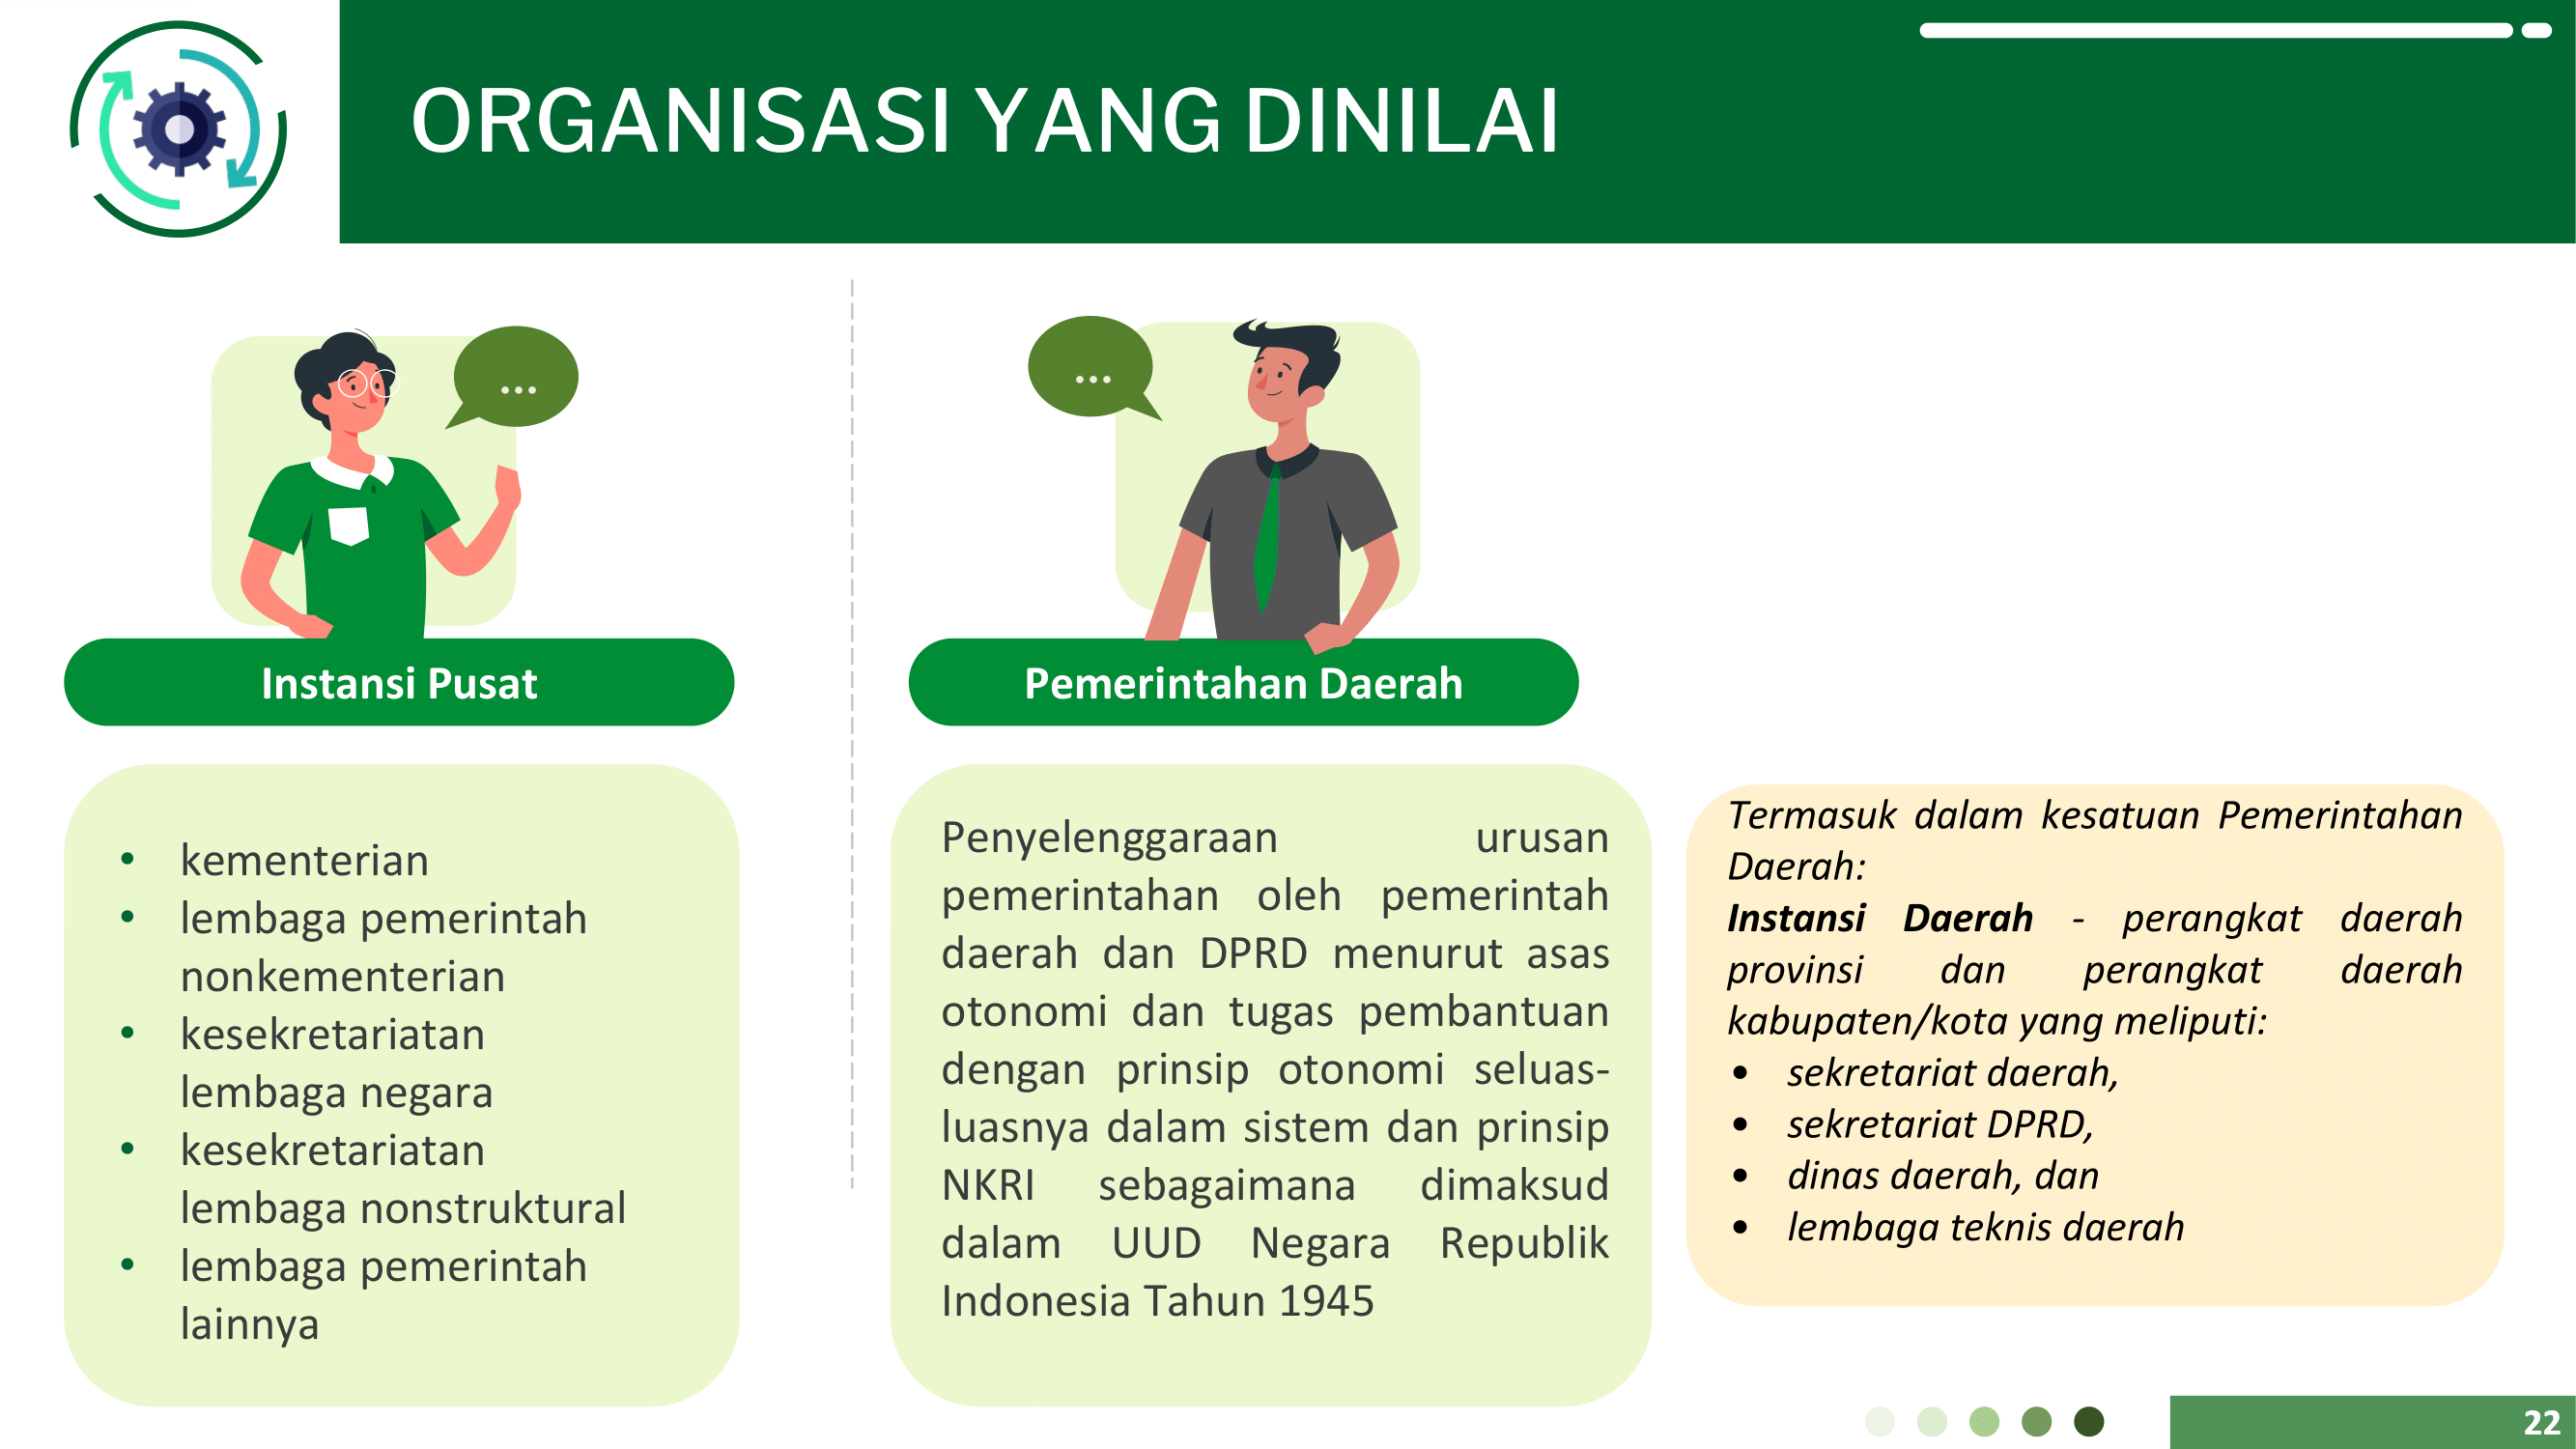 ORGANISASI YANG DINILAI
...
...
Instansi Pusat
Pemerintahan Daerah
• kementerian
• lembaga pemerintah
nonkementerian
• kesekretariatan
lembaga negara
• kesekretariatan
lembaga nonstruktural
• lembaga pemerintah
lainnya
Penyelenggaraan urusan
pemerintahan oleh pemerintah
daerah dan DPRD menurut asas
otonomi dan tugas pembantuan
dengan prinsip otonomi seluas-
luasnya dalam sistem dan prinsip
NKRI sebagaimana dimaksud
dalam UUD Negara Republik
Indonesia Tahun 1945
Termasuk dalam kesatuan Pemerintahan
Daerah:
Instansi Daerah - perangkat daerah
provinsi dan perangkat daerah
kabupaten/kota yang meliputi:
• sekretariat daerah,
• sekretariat DPRD,
• dinas daerah, dan
• lembaga teknis daerah
22